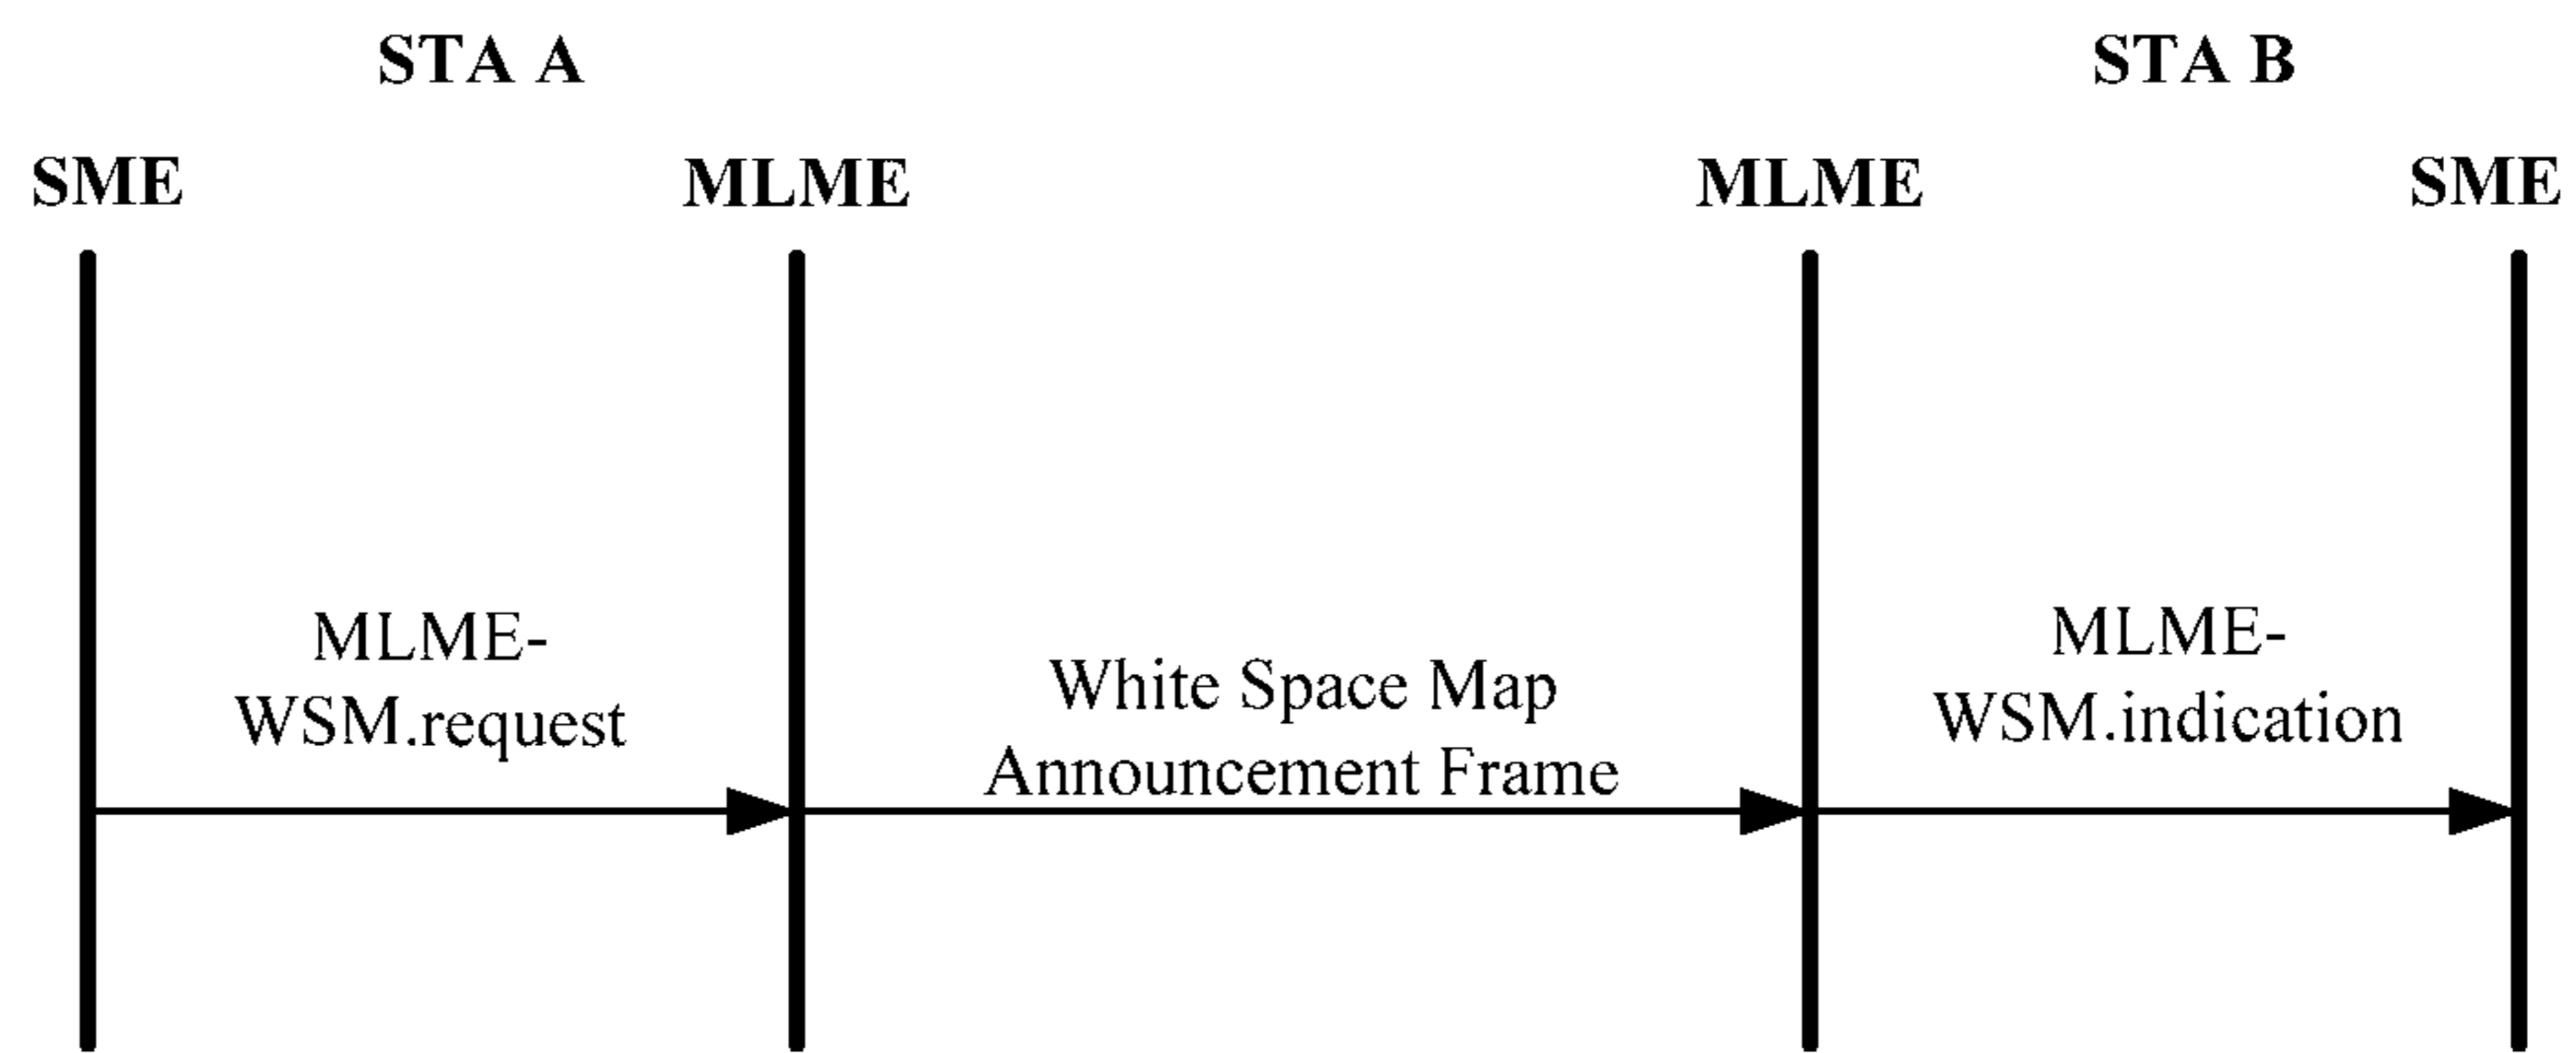 STA A
STA B
SME
MLME
MLME
SME
MLME-
WSM.request
White Space Map
Announcement Frame
MLME-
WSM.indication